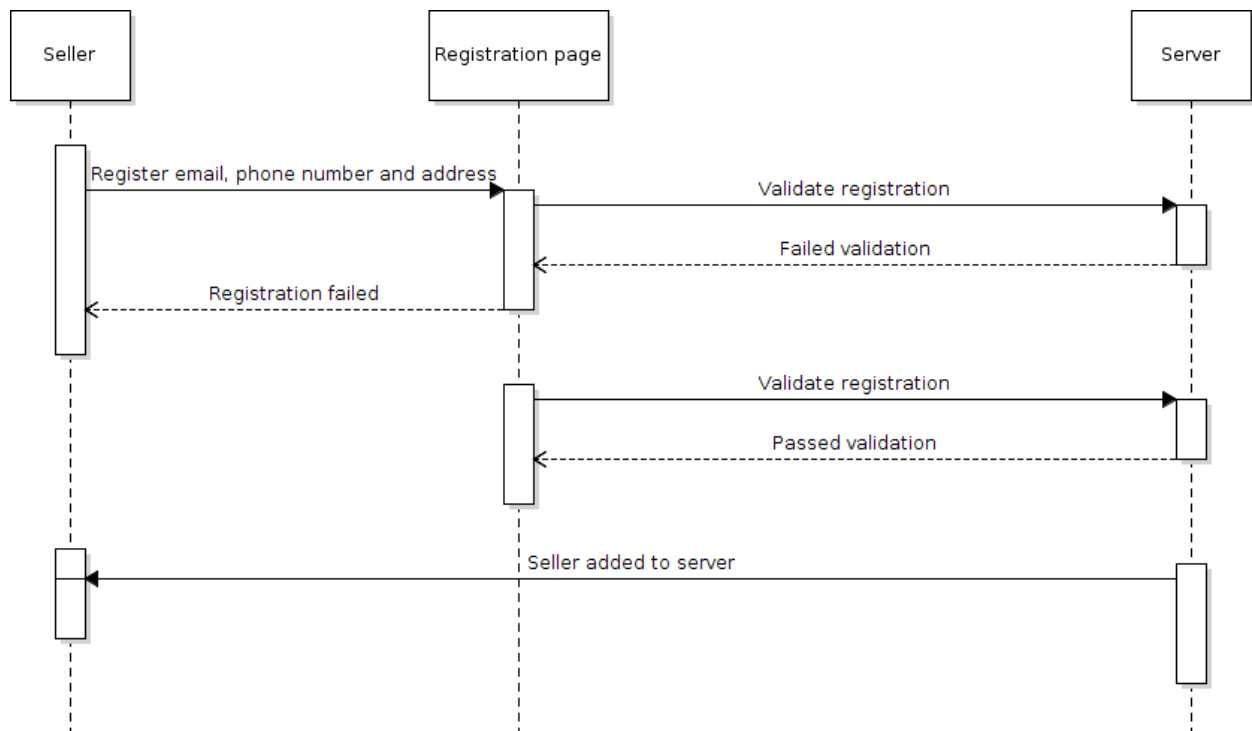 Seller
Registration page
Server
Register email, phone number and address
Validate registration
Failed validation
Registration failed
Validate registration
Passed validation
Seller added to server